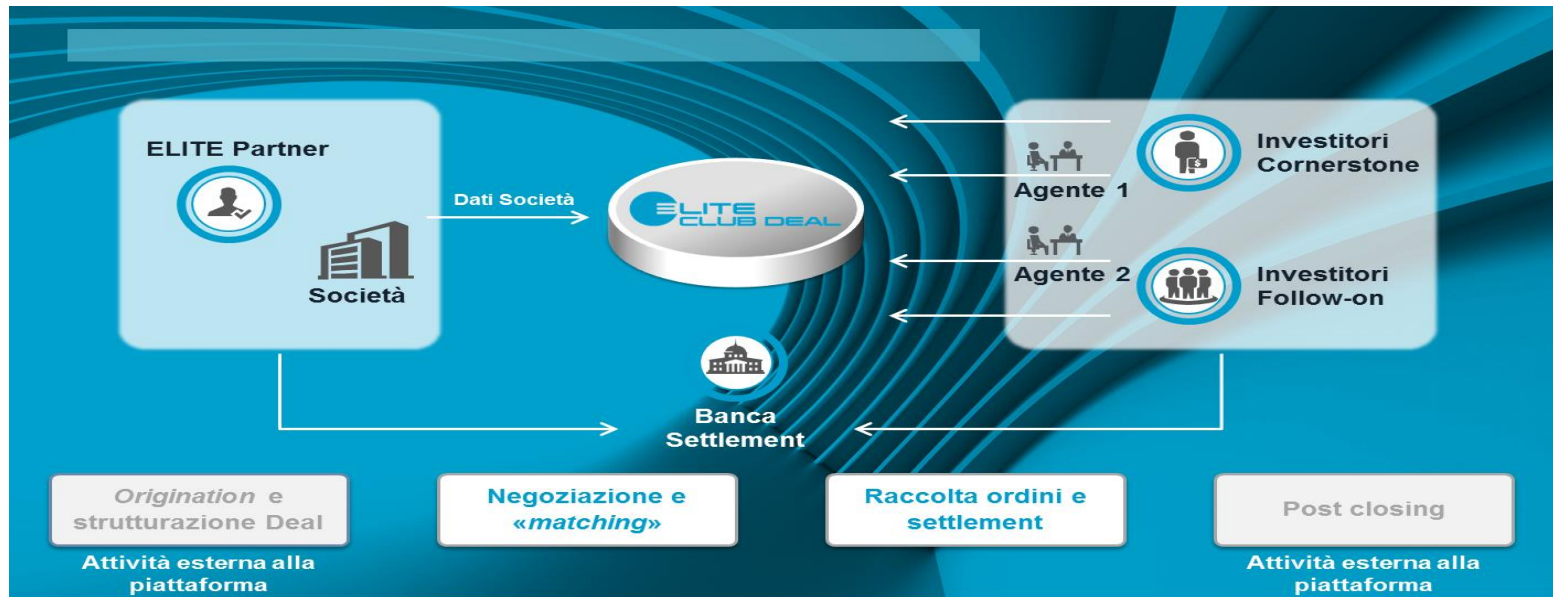 ELITE Partner
Società
Dati Società
ELITE
CLUB DEAL
Agente 1
Agente 2
Investitori
Cornerstone
Investitori
Follow-on
Banca
Settlement
Origination e
strutturazione Deal
Attività esterna alla
piattaforma
Negoziazione e
«matching»
Raccolta ordini e
settlement
Post closing
Attività esterna alla
piattaforma